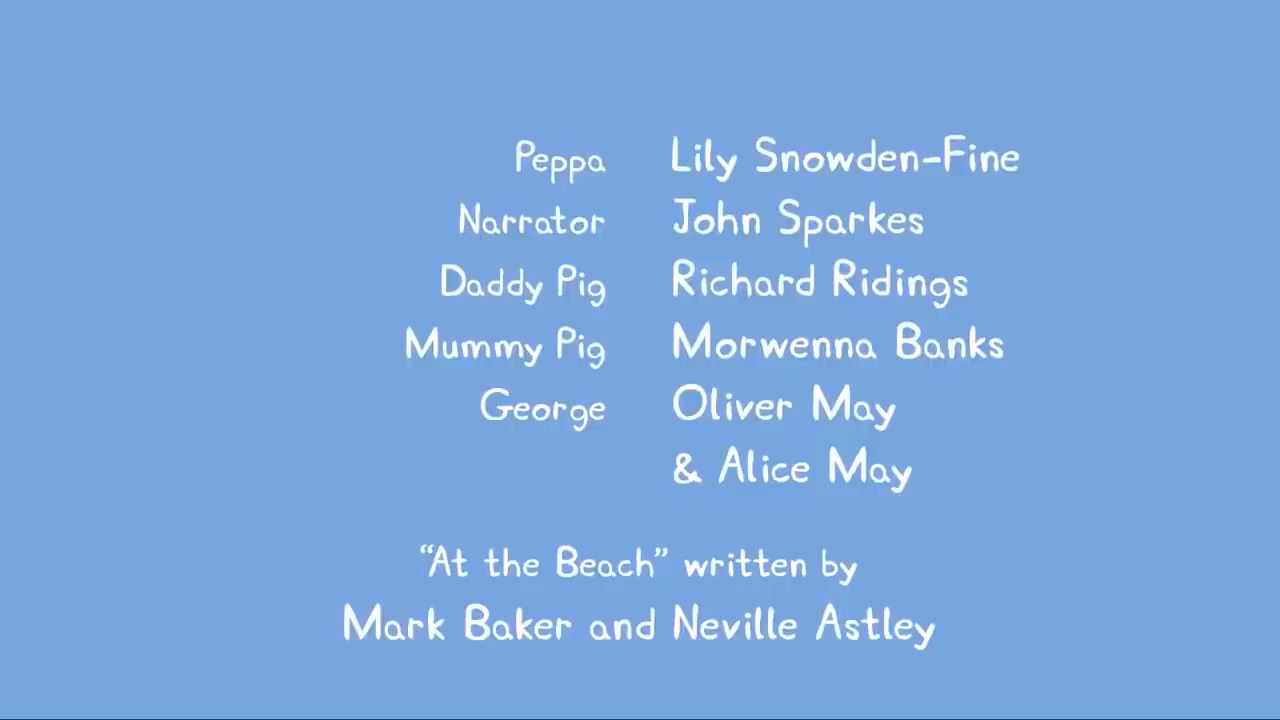 Peppa Lily Snowden-Fine
Narrator John Sparkes
Daddy Pig Richard Ridings
Mummy Pig Morwenna Banks
George Oliver May
& Alice May
“At the Beach” written by
Mark Baker and Neville Astley